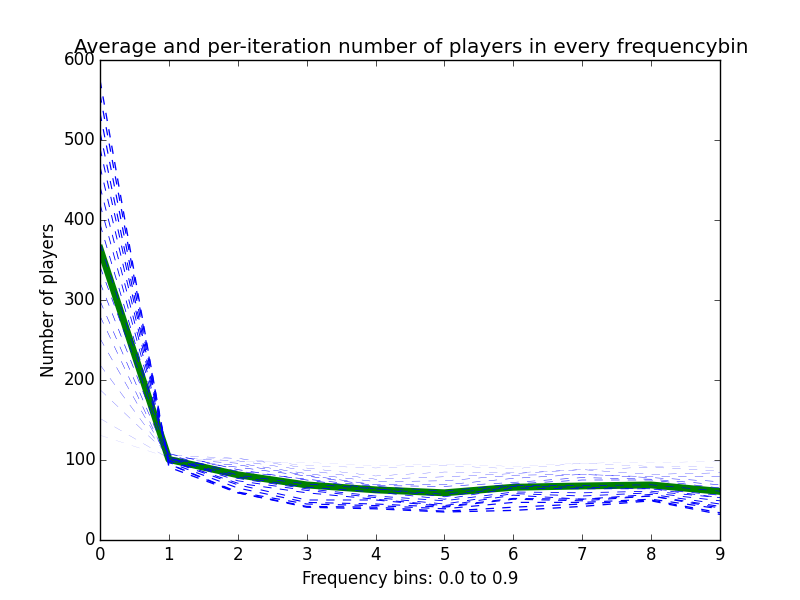 Average and per-iteration number of players in every frequencybin
600
500
400
300
200
100
0
Number of players
0 1 2 3 4 5 6 7 8 9
Frequency bins: 0.0 to 0.9